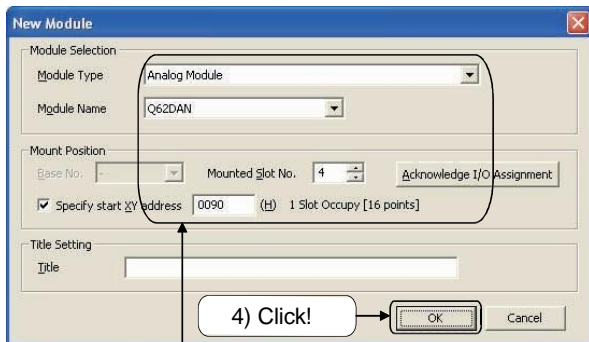 New Module
Module Selection
Module Type Analog Module
Module Name Q62DAN
Mount Position
Base No. - Mounted Slot No. 4 Acknowledge I/O Assignment
Specify start XY address 0090 (H) 1 Slot Occupy [16 points]
Title Setting
Title
4) Click! OK Cancel